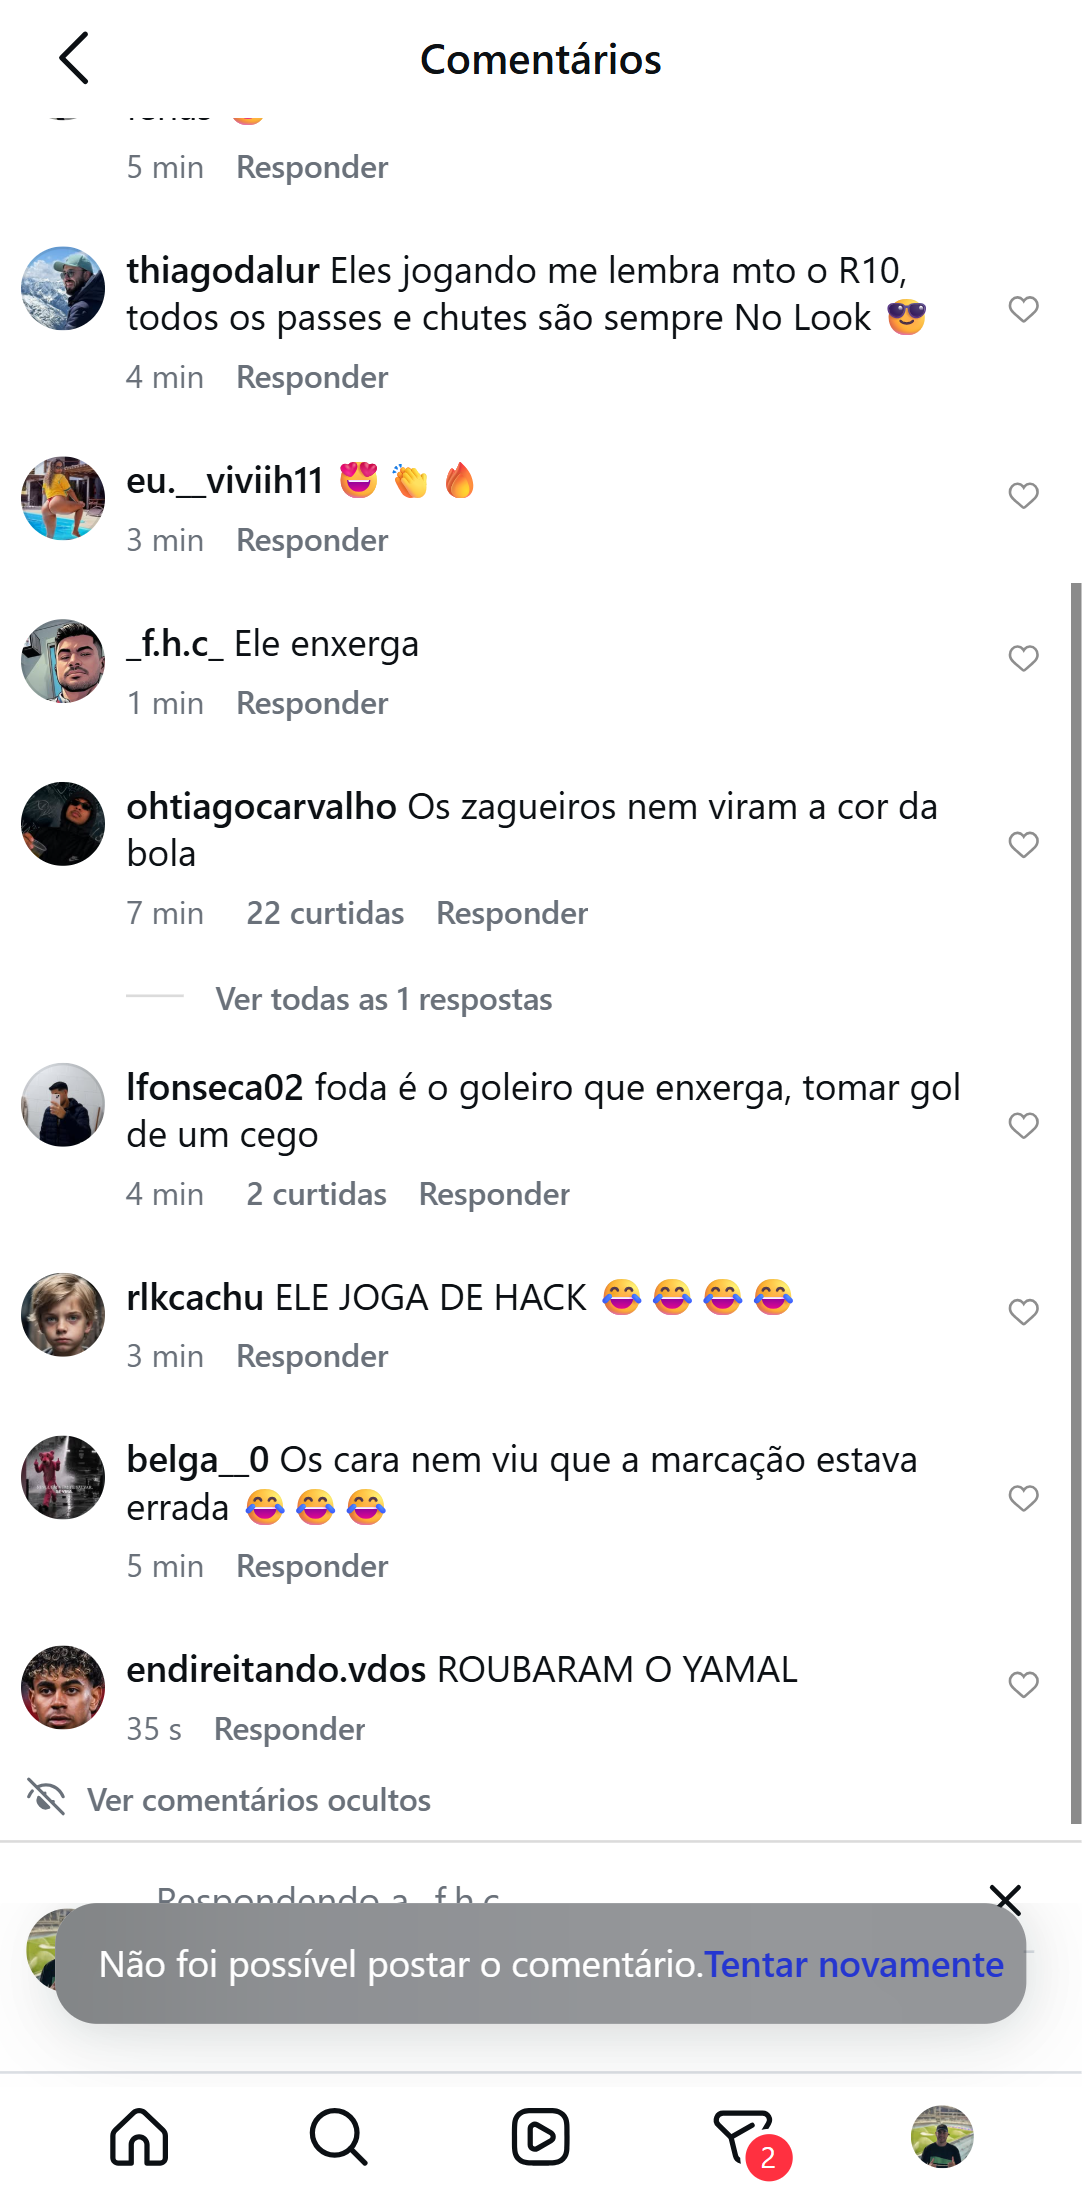 Comentários
5 min Responder
thiagodalur Eles jogando me lembra mto o R10,
todos os passes e chutes são sempre No Look 😎
4 min Responder
eu.__viviih11 😍 👏 🔥
3 min Responder
_f.h.c_ Ele enxerga
1 min Responder
ohtiagocarvalho Os zagueiros nem viram a cor da
bola
7 min 22 curtidas Responder
Ver todas as 1 respostas
lfonseca02 foda é o goleiro que enxerga, tomar gol
de um cego
4 min 2 curtidas Responder
rlkcachu ELE JOGA DE HACK 😂 😂 😂 😂
3 min Responder
belga__0 Os cara nem viu que a marcação estava
errada 😂 😂 😂
5 min Responder
endireitando.vdos ROUBARAM O YAMAL
35 s Responder
Ver comentários ocultos
Respondendo a _f.h.c_
Não foi possível postar o comentário.Tentar novamente
2